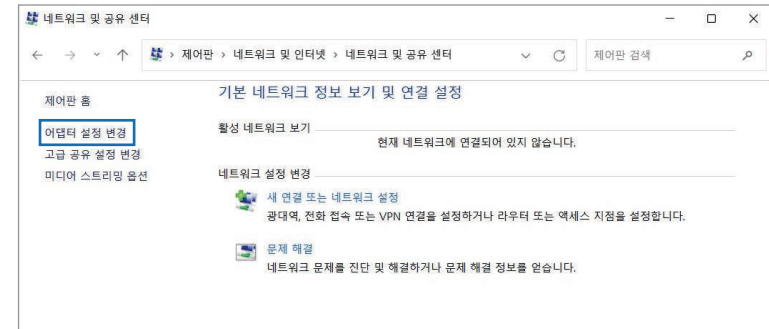 네트워크 및 공유 센터
제어판 › 네트워크 및 인터넷 › 네트워크 및 공유 센터
제어판 검색
제어판 홈
어댑터 설정 변경
고급 공유 설정 변경
미디어 스트리밍 옵션
기본 네트워크 정보 보기 및 연결 설정
활성 네트워크 보기
현재 네트워크에 연결되어 있지 않습니다.
네트워크 설정 변경
새 연결 또는 네트워크 설정
광대역, 전화 접속 또는 VPN 연결을 설정하거나 라우터 또는 액세스 지점을 설정합니다.
문제 해결
네트워크 문제를 진단 및 해결하거나 문제 해결 정보를 얻습니다.